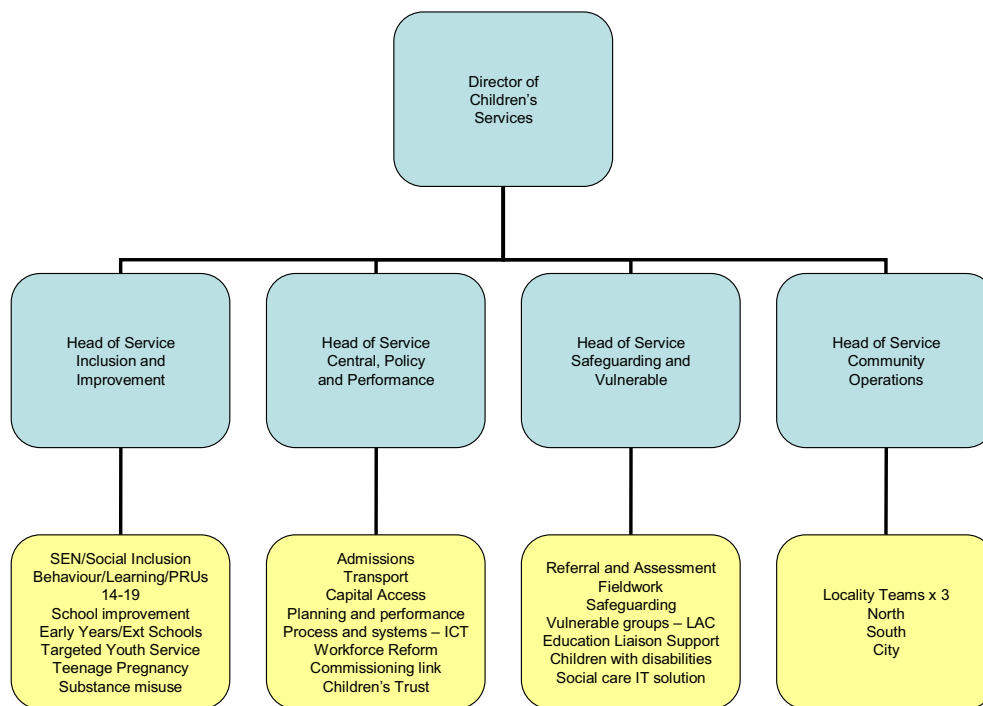 Director of
Children’s
Services
Head of Service
Inclusion and
Improvement
Head of Service
Central, Policy
and Performance
Head of Service
Safeguarding and
Vulnerable
Head of Service
Community
Operations
SEN/Social Inclusion
Behaviour/Learning/PRUs
14-19
School improvement
Early Years/Ext Schools
Targeted Youth Service
Teenage Pregnancy
Substance misuse
Admissions
Transport
Capital Access
Planning and performance
Process and systems – ICT
Workforce Reform
Commissioning link
Children’s Trust
Referral and Assessment
Fieldwork
Safeguarding
Vulnerable groups – LAC
Education Liaison Support
Children with disabilities
Social care IT solution
Locality Teams x 3
North
South
City